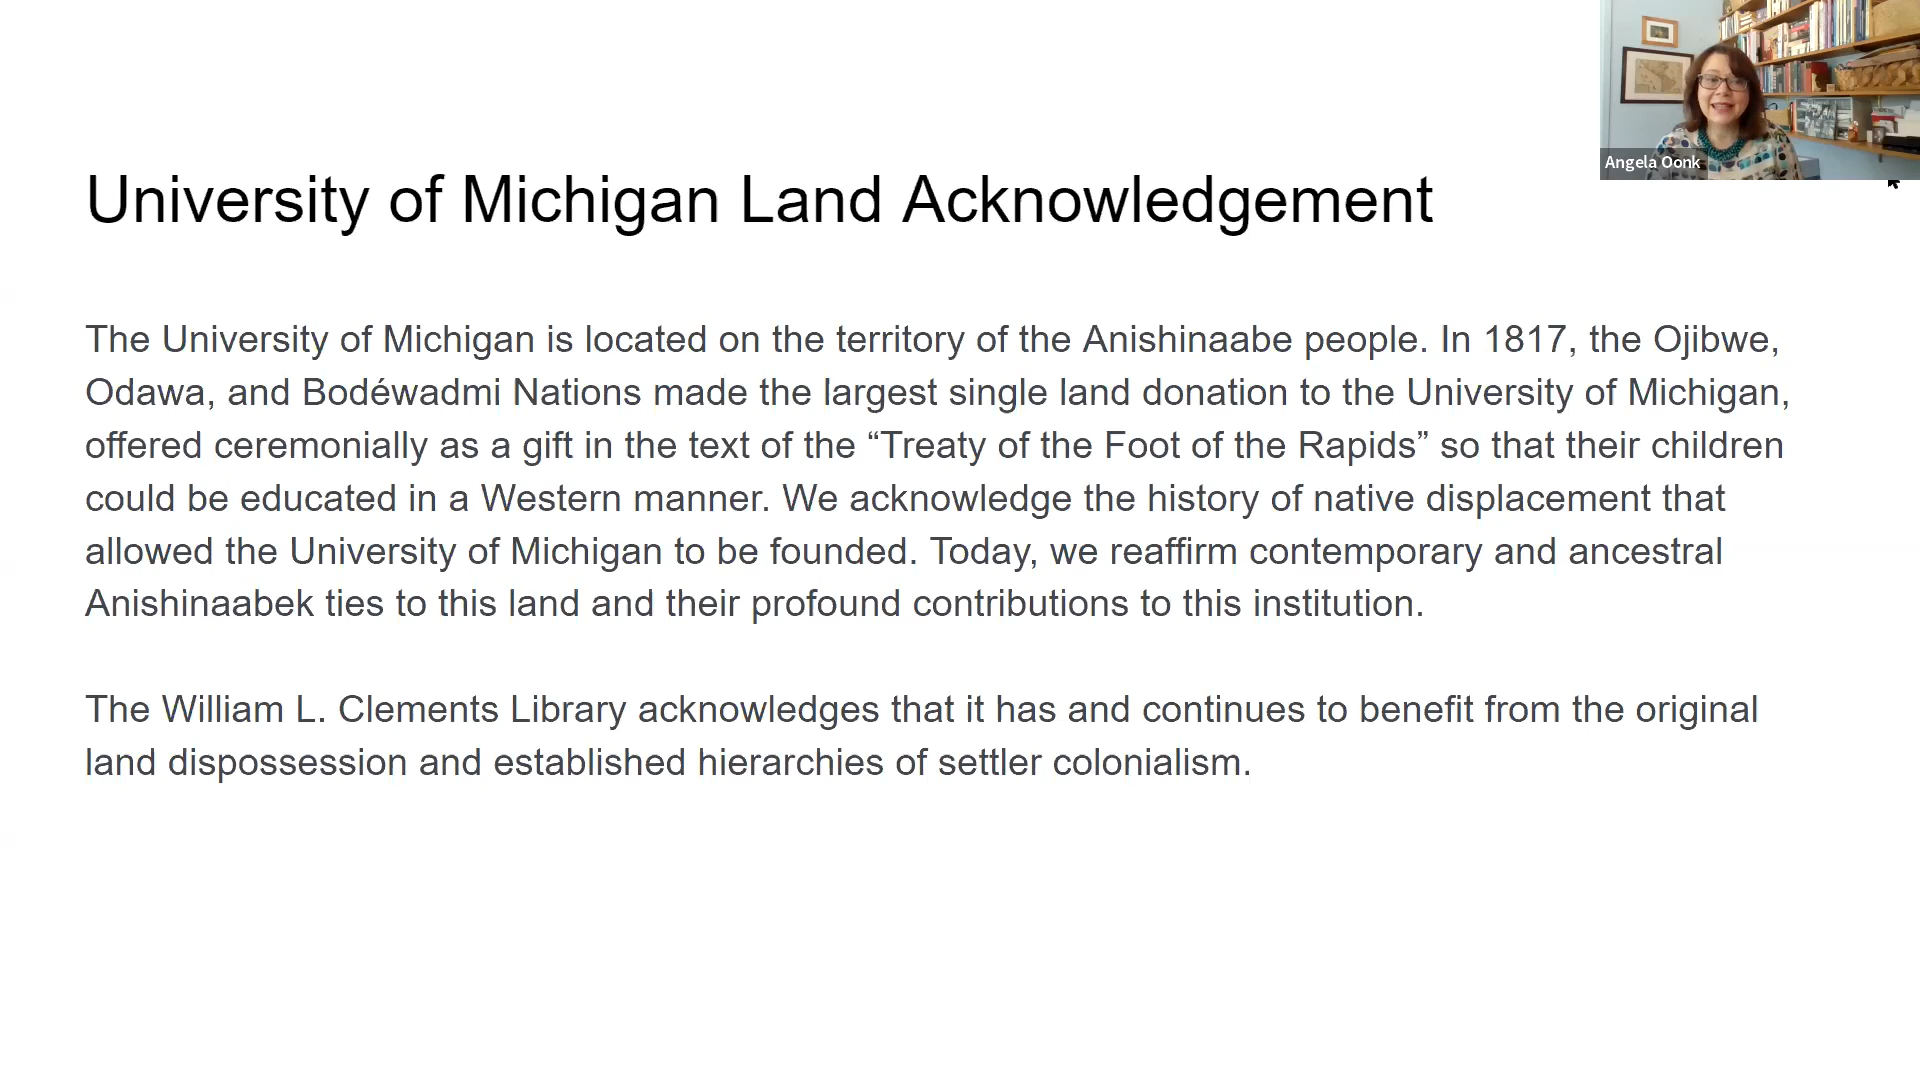 University of Michigan Land Acknowledgement
The University of Michigan is located on the territory of the Anishinaabe people. In 1817, the Ojibwe,
Odawa, and Bodéwadmi Nations made the largest single land donation to the University of Michigan,
offered ceremonially as a gift in the text of the “Treaty of the Foot of the Rapids” so that their children
could be educated in a Western manner. We acknowledge the history of native displacement that
allowed the University of Michigan to be founded. Today, we reaffirm contemporary and ancestral
Anishinaabek ties to this land and their profound contributions to this institution.
The William L. Clements Library acknowledges that it has and continues to benefit from the original
land dispossession and established hierarchies of settler colonialism.
Angela Oonk